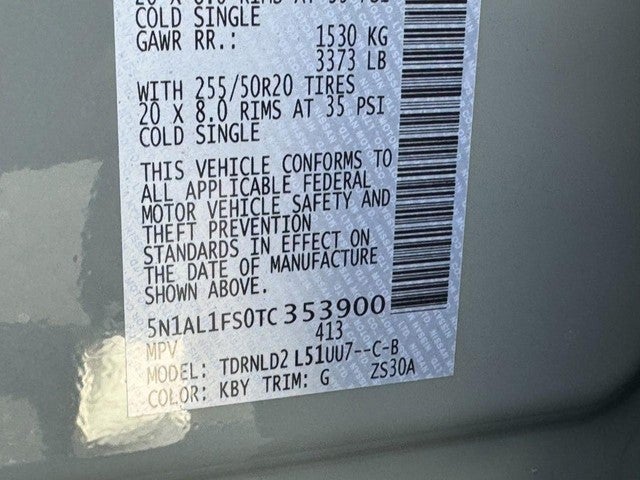 COLD SINGLE
GAWR RR.: 1530 KG
3373 LB
WITH 255/50R20 TIRES
20 X 8.0 RIMS AT 35 PSI
COLD SINGLE
THIS VEHICLE CONFORMS TO
ALL APPLICABLE FEDERAL
MOTOR VEHICLE SAFETY AND
THEFT PREVENTION
STANDARDS IN EFFECT ON
THE DATE OF MANUFACTURE
SHOWN ABOVE.
5N1AL1FS0TC353900
MPV 413
MODEL: TDRNLD2 L51UU7--C-B
COLOR: KBY TRIM: G ZS30A